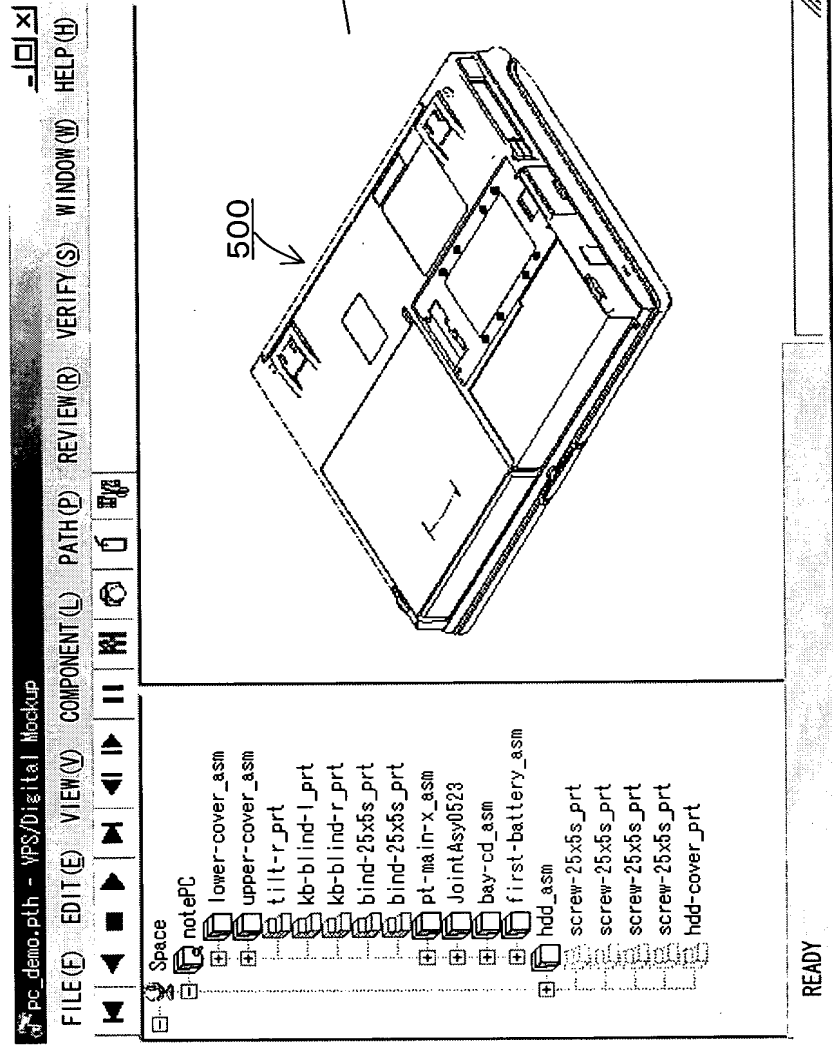 pc_demo.pth - VPS/Digital Mockup
FILE(F) EDIT(E) VIEW(V) COMPONENT(L) PATH(P) REVIEW(R) VERIFY(S) WINDOW(W) HELP(H)
Space
notePC
lower-cover_asm
upper-cover_asm
tilt-r_prt
kb-blind-l_prt
kb-blind-r_prt
bind-25x5s_prt
bind-25x5s_prt
pt-main-x_asm
JointAsy0523
bay-cd_asm
first-battery_asm
hdd_asm
screw-25x5s_prt
screw-25x5s_prt
screw-25x5s_prt
screw-25x5s_prt
hdd-cover_prt
500
READY